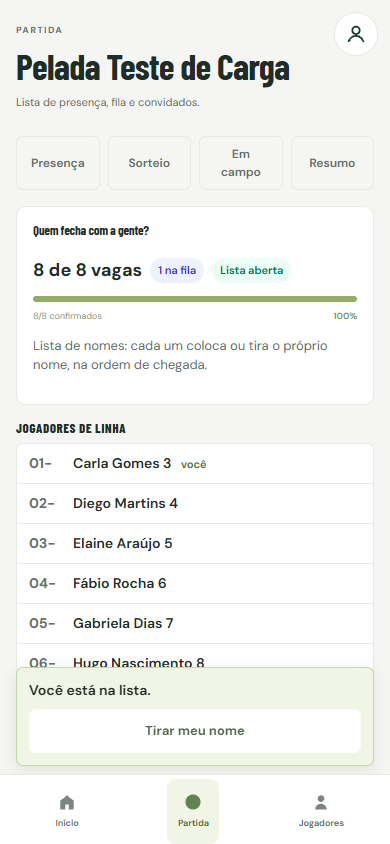 PARTIDA
Pelada Teste de Carga
Lista de presença, fila e convidados.
Presença
Sorteio
Em
campo
Resumo
Quem fecha com a gente?
8 de 8 vagas 1 na fila Lista aberta
8/8 confirmados 100%
Lista de nomes: cada um coloca ou tira o próprio
nome, na ordem de chegada.
JOGADORES DE LINHA
01- Carla Gomes 3 você
02- Diego Martins 4
03- Elaine Araújo 5
04- Fábio Rocha 6
05- Gabriela Dias 7
06- Hugo Nascimento 8
Você está na lista.
Tirar meu nome
Início Partida Jogadores